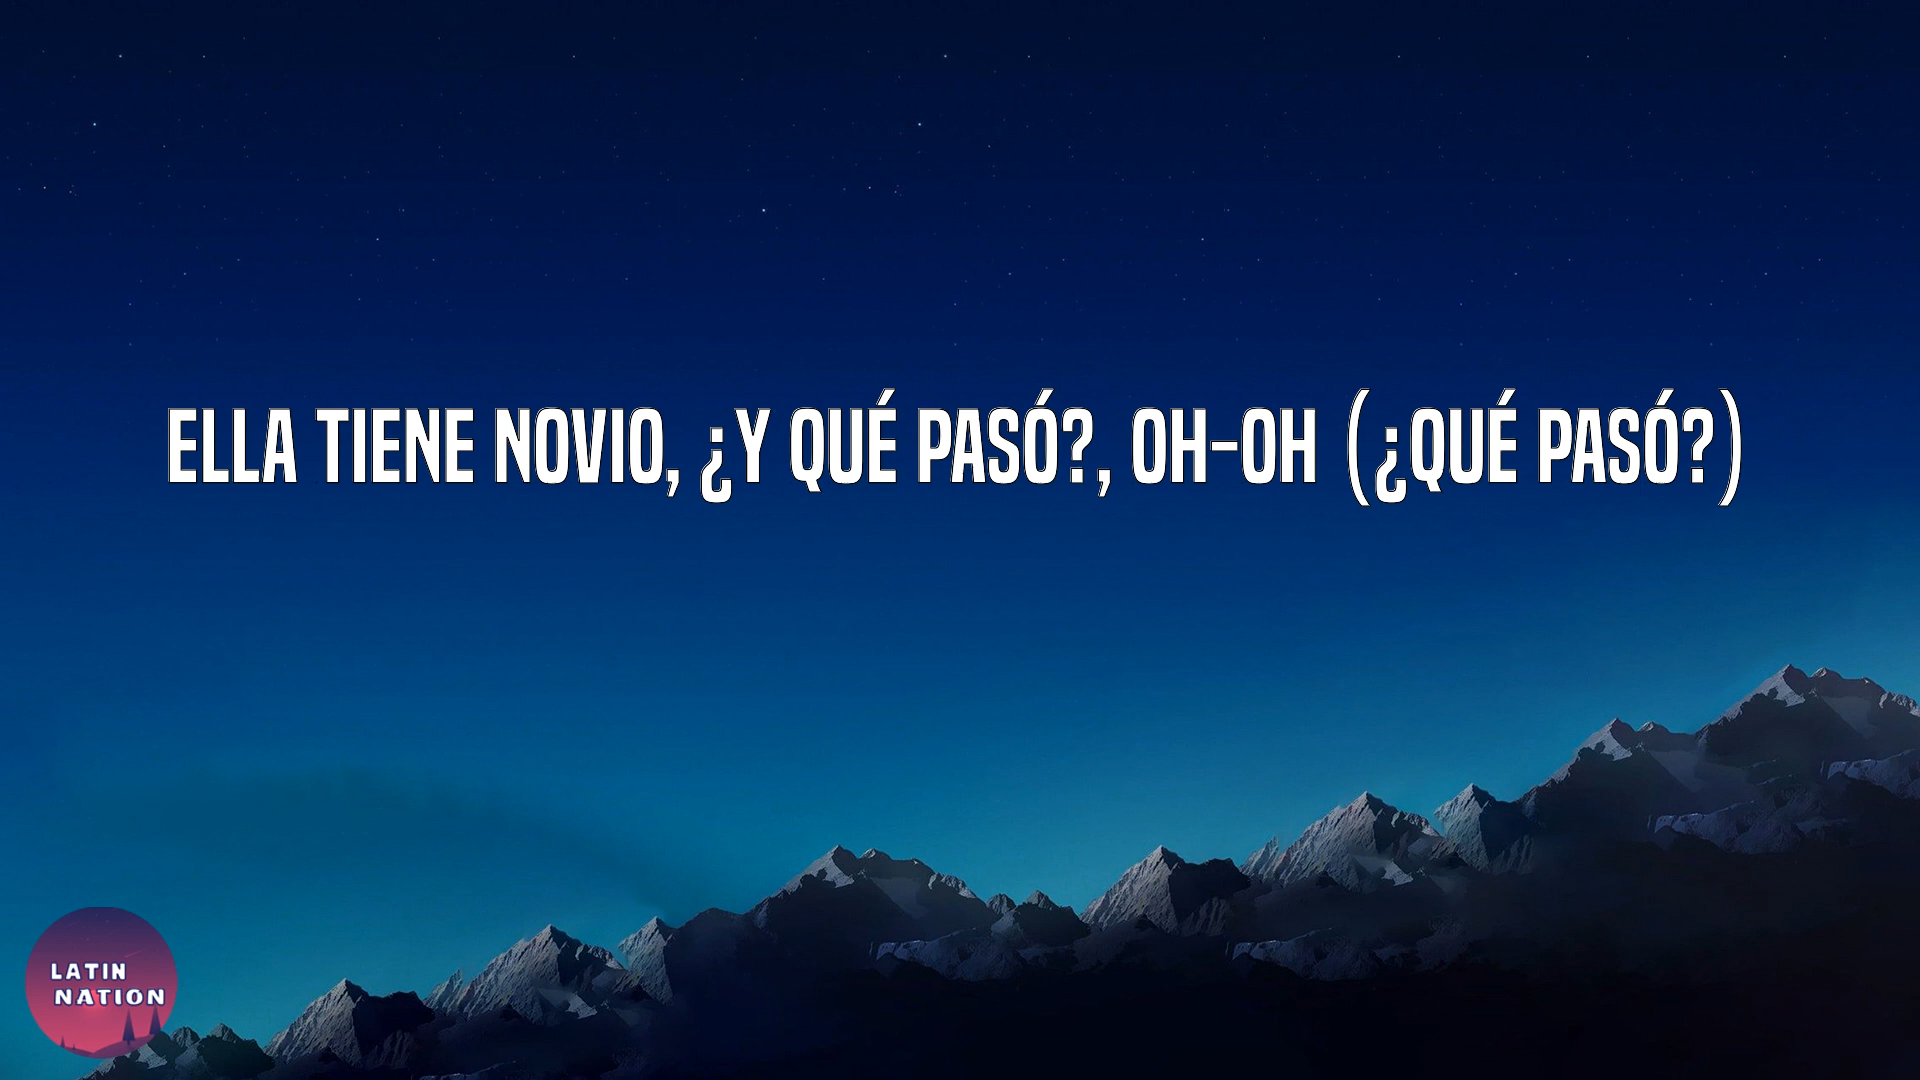 ELLA TIENE NOVIO, ¿Y QUÉ PASÓ?, OH-OH (¿QUÉ PASÓ?)
LATIN
NATION